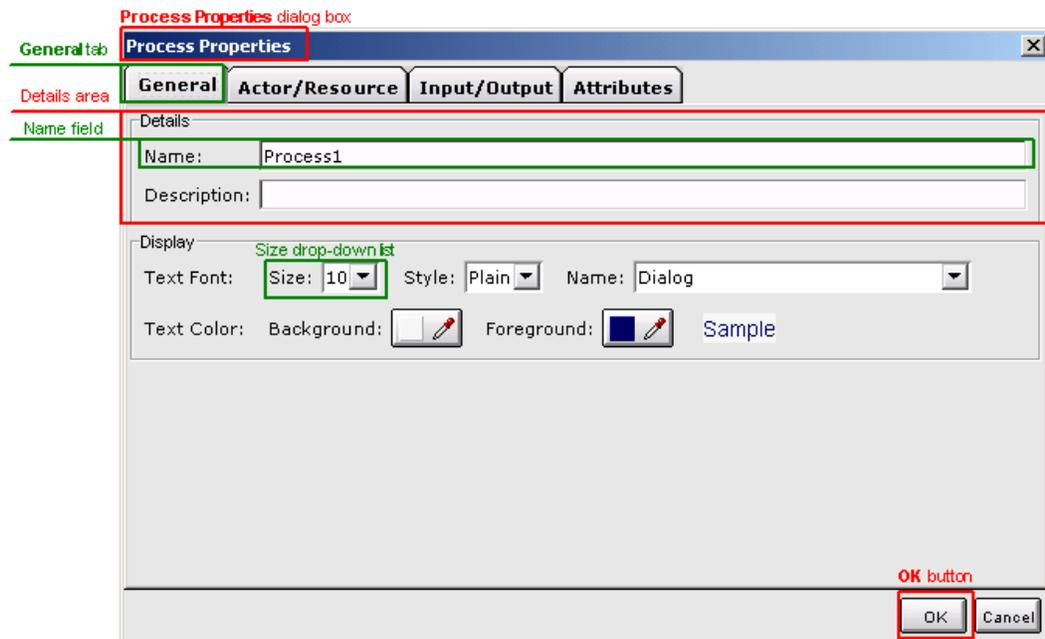 Process Properties dialog box
General tab
Process Properties
General Actor/Resource Input/Output Attributes
Details area
Details
Name field
Name: Process1
Description:
Display
Size drop-down list
Text Font: Size: 10 Style: Plain Name: Dialog
Text Color: Background: Foreground: Sample
OK button
OK Cancel